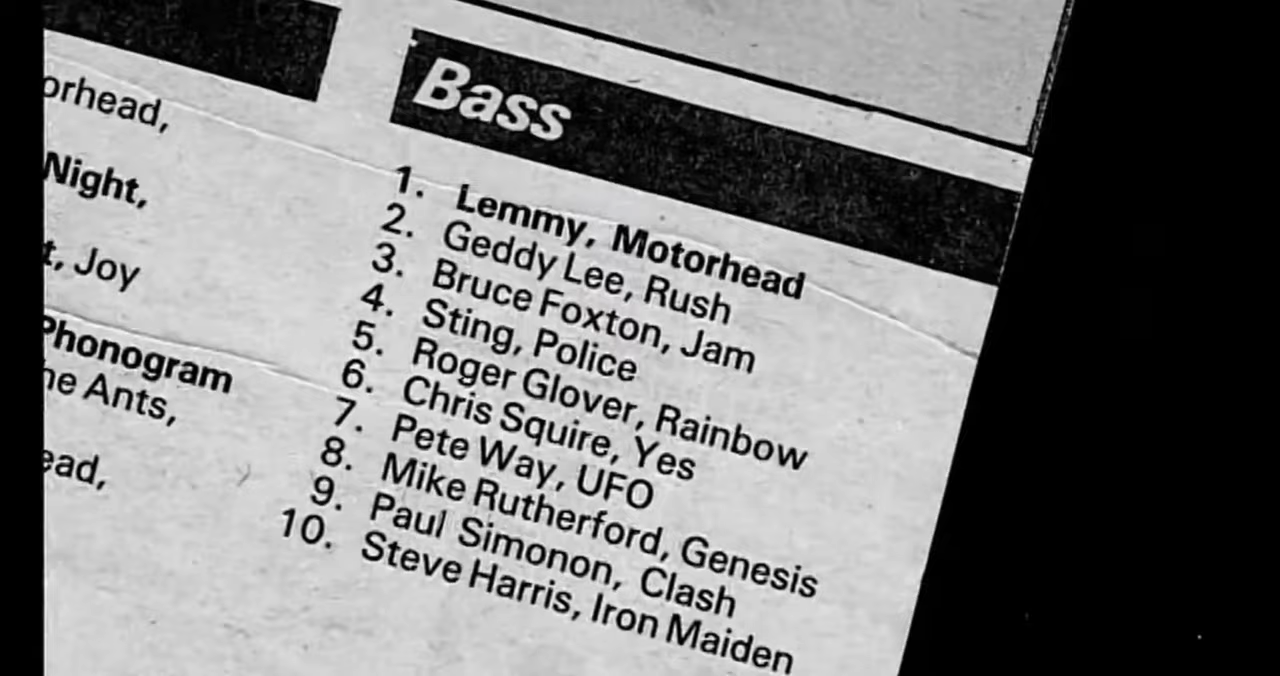 orhead,
Night,
t, Joy
Phonogram
he Ants,
ead,
Bass
1. Lemmy, Motorhead
2. Geddy Lee, Rush
3. Bruce Foxton, Jam
4. Sting, Police
5. Roger Glover, Rainbow
6. Chris Squire, Yes
7. Pete Way, UFO
8. Mike Rutherford, Genesis
9. Paul Simonon, Clash
10. Steve Harris, Iron Maiden